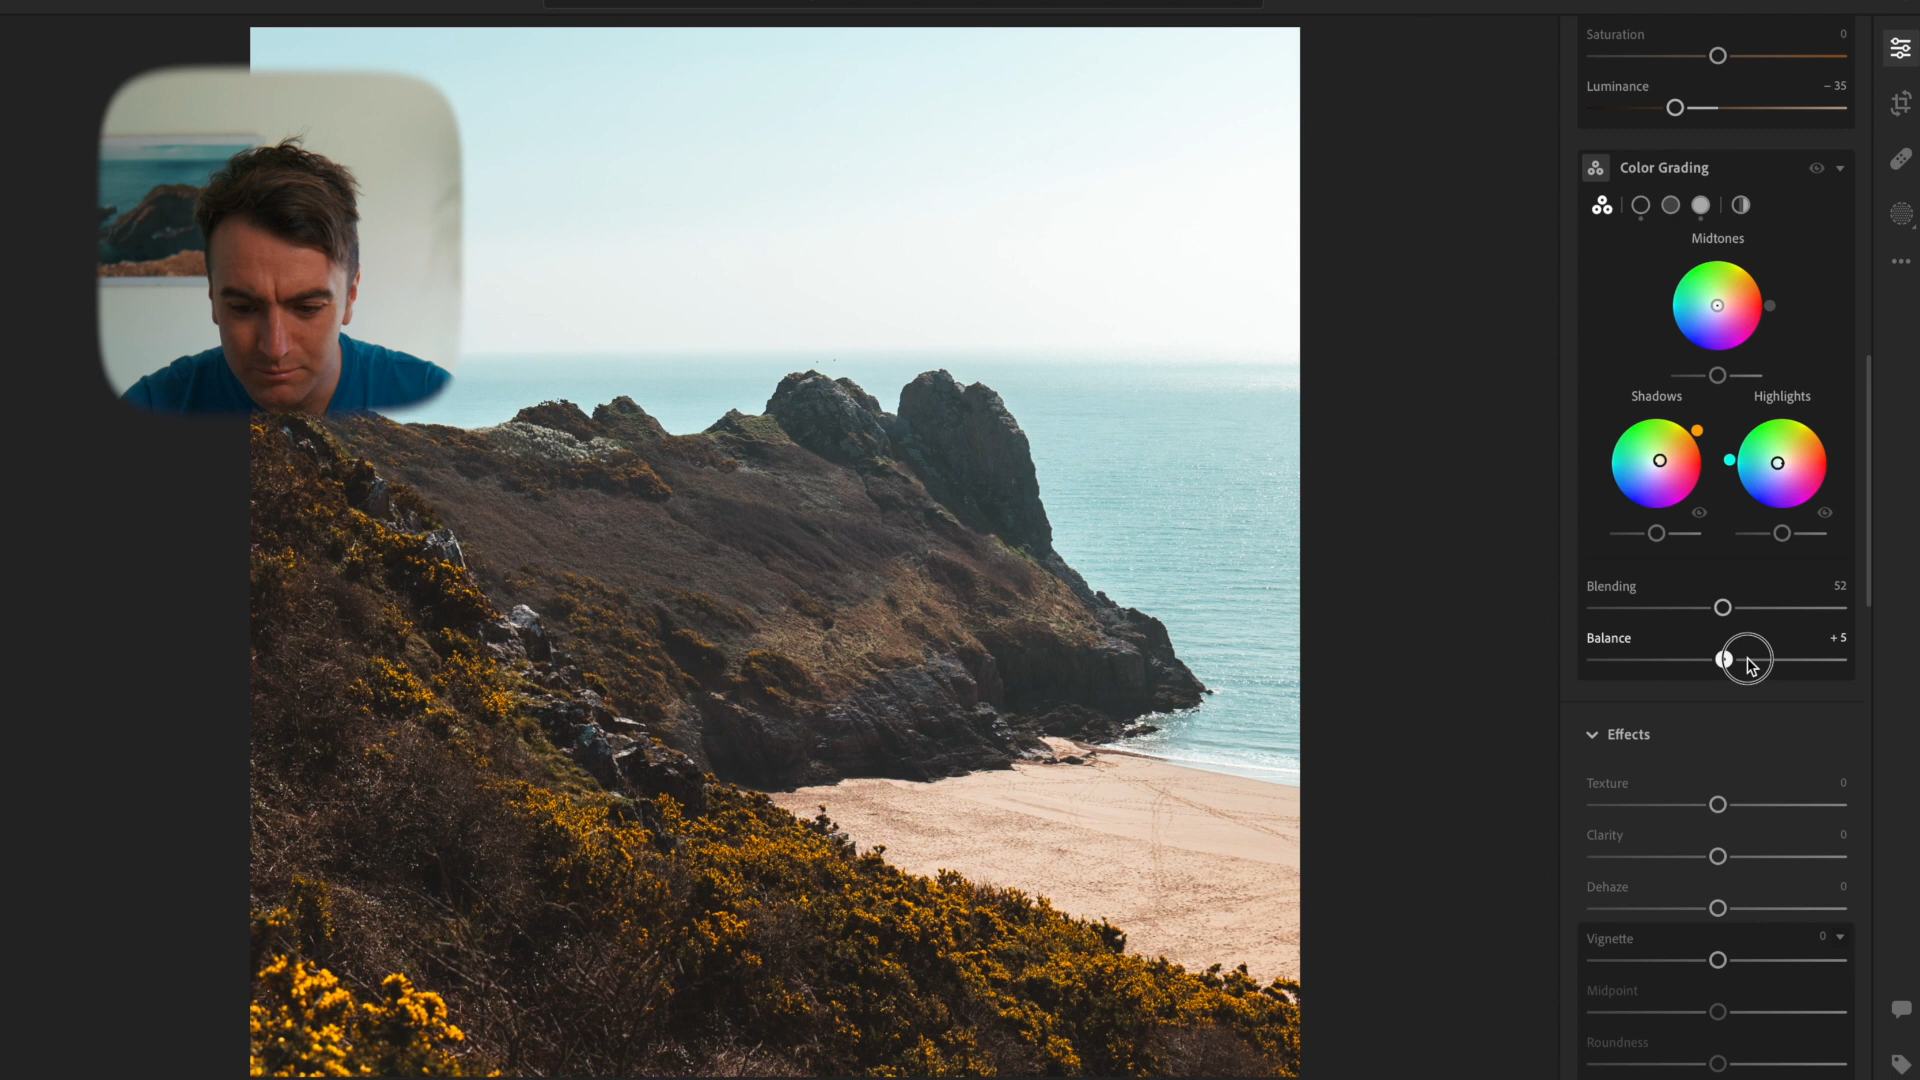 Saturation 0
Luminance – 35
Color Grading
Midtones
Shadows Highlights
Blending 52
Balance + 5
Effects
Texture 0
Clarity 0
Dehaze 0
Vignette 0
Midpoint
Roundness